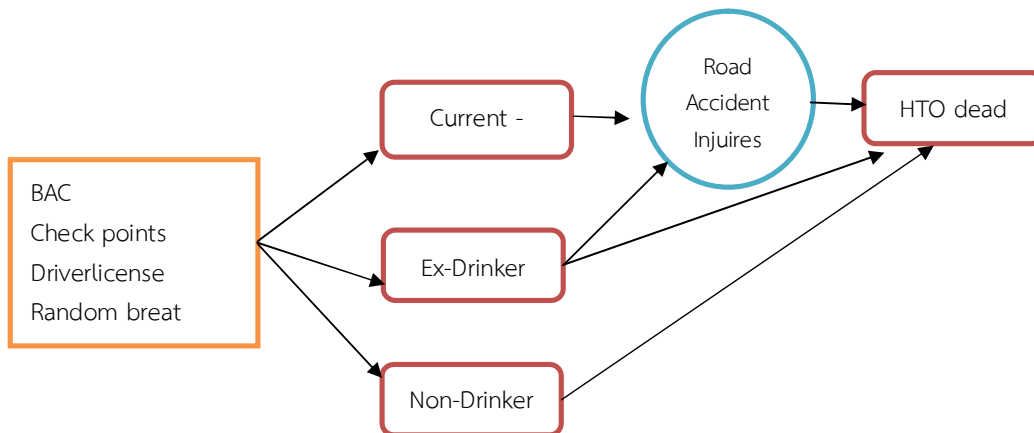 BAC
Check points
Driverlicense
Random breat
Current -
Ex-Drinker
Non-Drinker
Road
Accident
Injuires
HTO dead